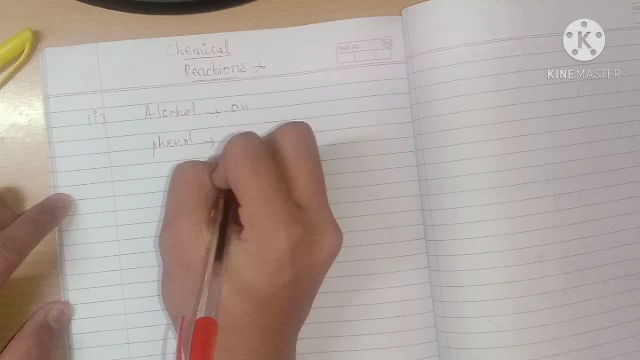 Chemical
Reactions →
(i) Alcohol → OH
phenol →
KINEMASTER